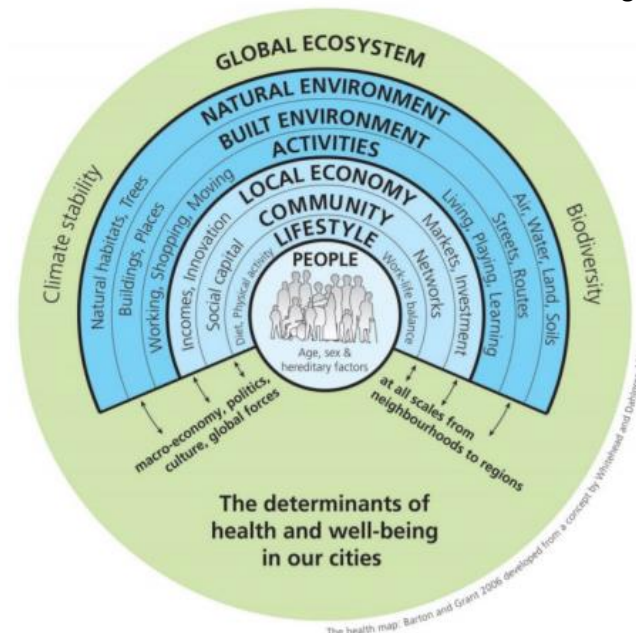 GLOBAL ECOSYSTEM
NATURAL ENVIRONMENT
BUILT ENVIRONMENT
ACTIVITIES
LOCAL ECONOMY
COMMUNITY
LIFESTYLE
PEOPLE
Age, sex &
hereditary factors
Climate stability
Natural habitats, Trees
Buildings, Places
Working, Shopping, Moving
Incomes, Innovation
Social capital
Diet, Physical activity
Work-life balance
Networks
Markets, Investment
Living, Playing, Learning
Streets, Routes
Air, Water, Land, Soils
Biodiversity
macro-economy, politics,
culture, global forces
at all scales from
neighbourhoods to regions
The determinants of
health and well-being
in our cities
The health map: Barton and Grant 2006 developed from a concept by Whitehead and